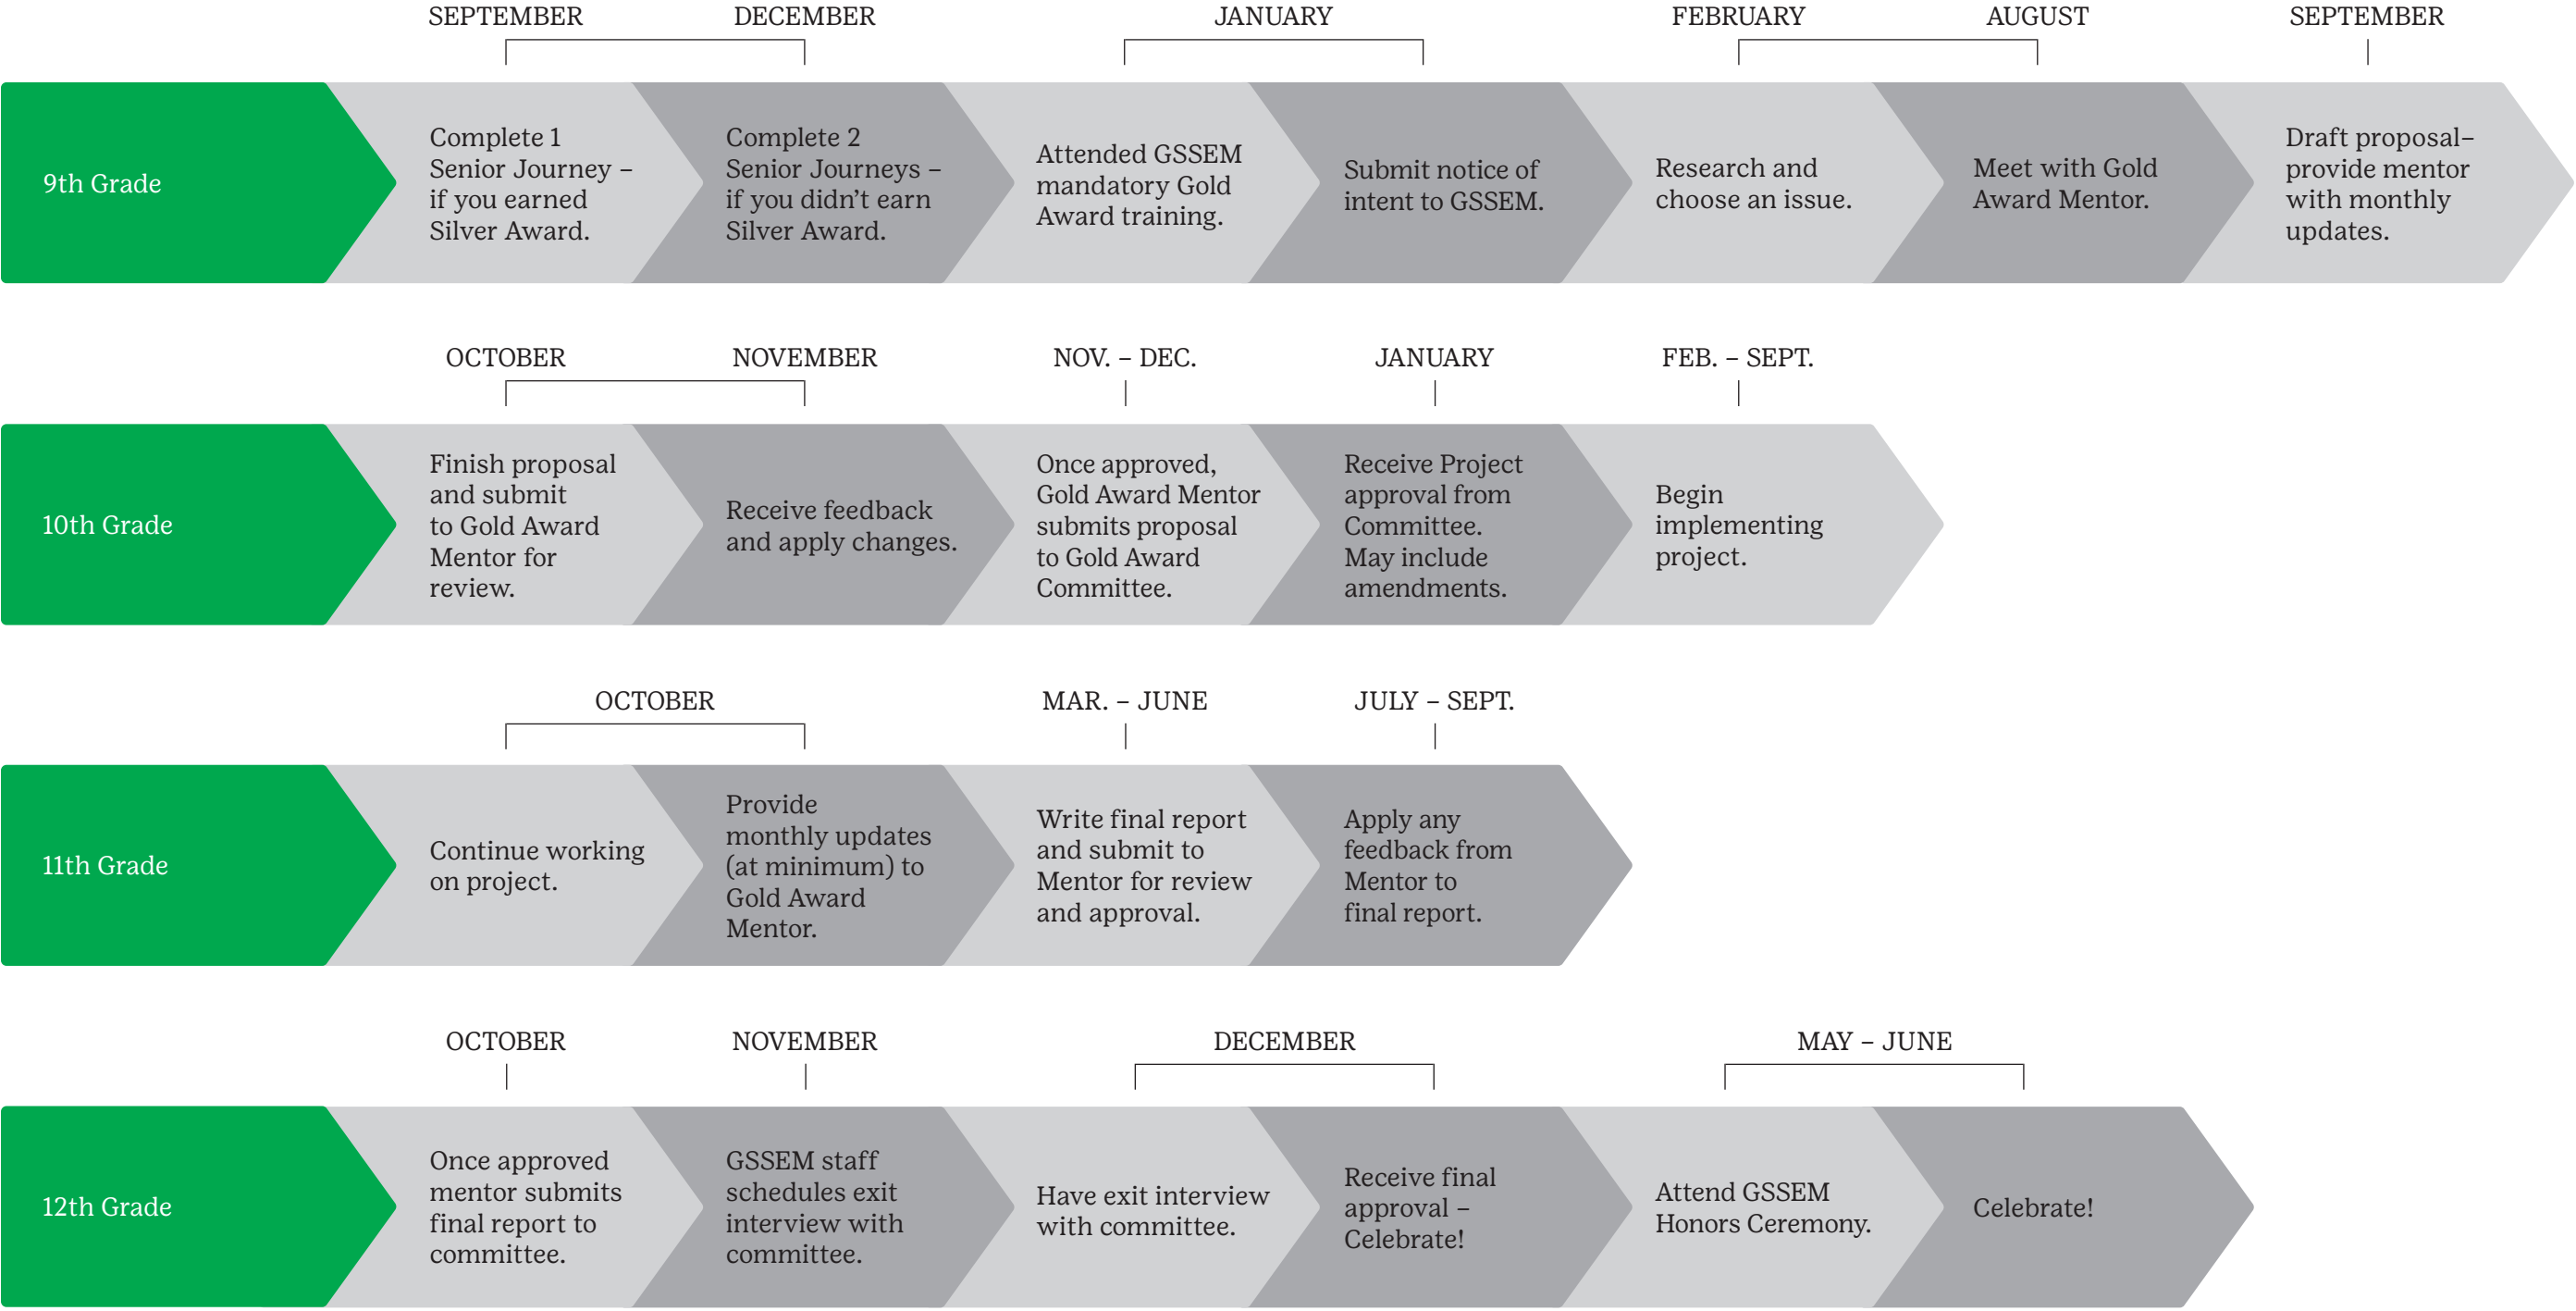 SEPTEMBER
DECEMBER
JANUARY
FEBRUARY
AUGUST
SEPTEMBER
9th Grade
Complete 1
Senior Journey –
if you earned
Silver Award.
Complete 2
Senior Journeys –
if you didn’t earn
Silver Award.
Attended GSSEM
mandatory Gold
Award training.
Submit notice of
intent to GSSEM.
Research and
choose an issue.
Meet with Gold
Award Mentor.
Draft proposal–
provide mentor
with monthly
updates.
OCTOBER
NOVEMBER
NOV. – DEC.
JANUARY
FEB. – SEPT.
10th Grade
Finish proposal
and submit
to Gold Award
Mentor for
review.
Receive feedback
and apply changes.
Once approved,
Gold Award Mentor
submits proposal
to Gold Award
Committee.
Receive Project
approval from
Committee.
May include
amendments.
Begin
implementing
project.
OCTOBER
MAR. – JUNE
JULY – SEPT.
11th Grade
Continue working
on project.
Provide
monthly updates
(at minimum) to
Gold Award
Mentor.
Write final report
and submit to
Mentor for review
and approval.
Apply any
feedback from
Mentor to
final report.
OCTOBER
NOVEMBER
DECEMBER
MAY – JUNE
12th Grade
Once approved
mentor submits
final report to
committee.
GSSEM staff
schedules exit
interview with
committee.
Have exit interview
with committee.
Receive final
approval –
Celebrate!
Attend GSSEM
Honors Ceremony.
Celebrate!